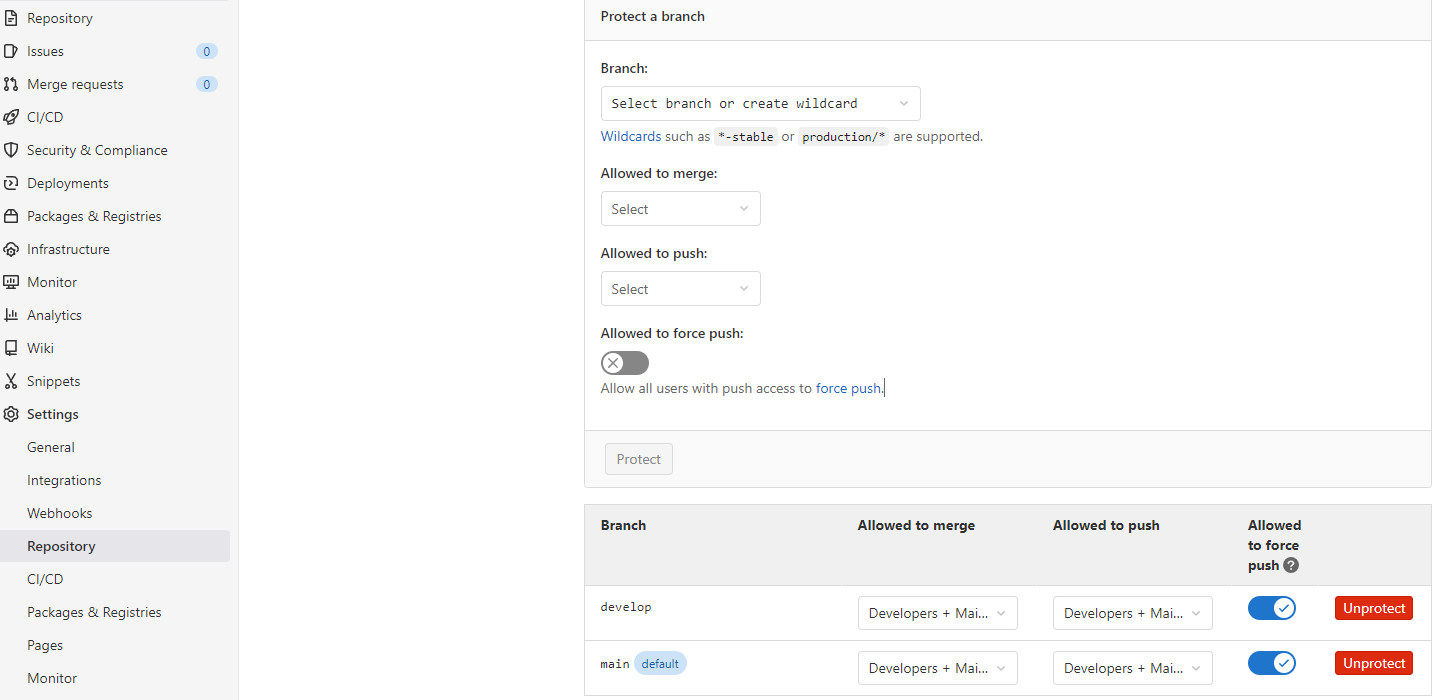 Repository
Issues 0
Merge requests 0
CI/CD
Security & Compliance
Deployments
Packages & Registries
Infrastructure
Monitor
Analytics
Wiki
Snippets
Settings
General
Integrations
Webhooks
Repository
CI/CD
Packages & Registries
Pages
Monitor
Protect a branch
Branch:
Select branch or create wildcard
Wildcards such as *-stable or production/* are supported.
Allowed to merge:
Select
Allowed to push:
Select
Allowed to force push:
Allow all users with push access to force push.
Protect
Branch Allowed to merge Allowed to push Allowed
to force
push ?
develop Developers + Mai... Developers + Mai... Unprotect
main default Developers + Mai... Developers + Mai... Unprotect